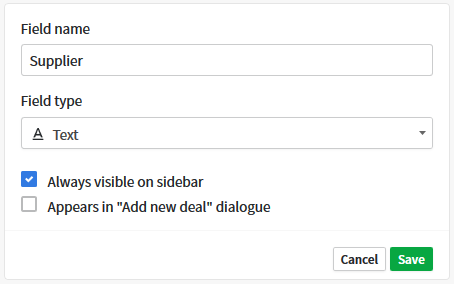 Field name
Supplier
Field type
A Text
Always visible on sidebar
Appears in "Add new deal" dialogue
Cancel Save